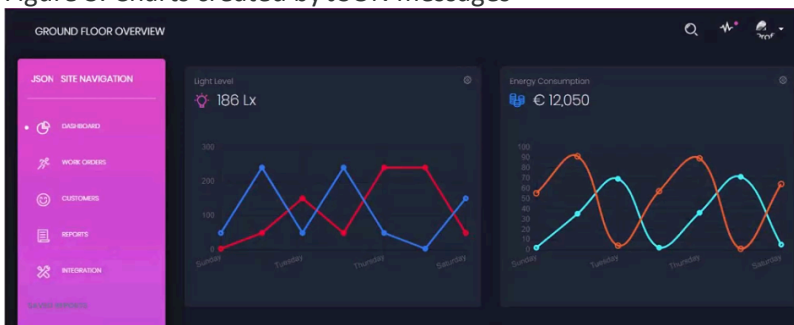 Figure 5: Charts created by JSON messages
GROUND FLOOR OVERVIEW
JSON SITE NAVIGATION
DASHBOARD
WORK ORDERS
CUSTOMERS
REPORTS
INTEGRATION
Light Level
186 Lx
300
200
100
0
Sunday
Tuesday
Thursday
Saturday
Energy Consumption
€ 12,050
100
90
80
70
60
50
40
30
20
10
0
Sunday
Tuesday
Thursday
Saturday